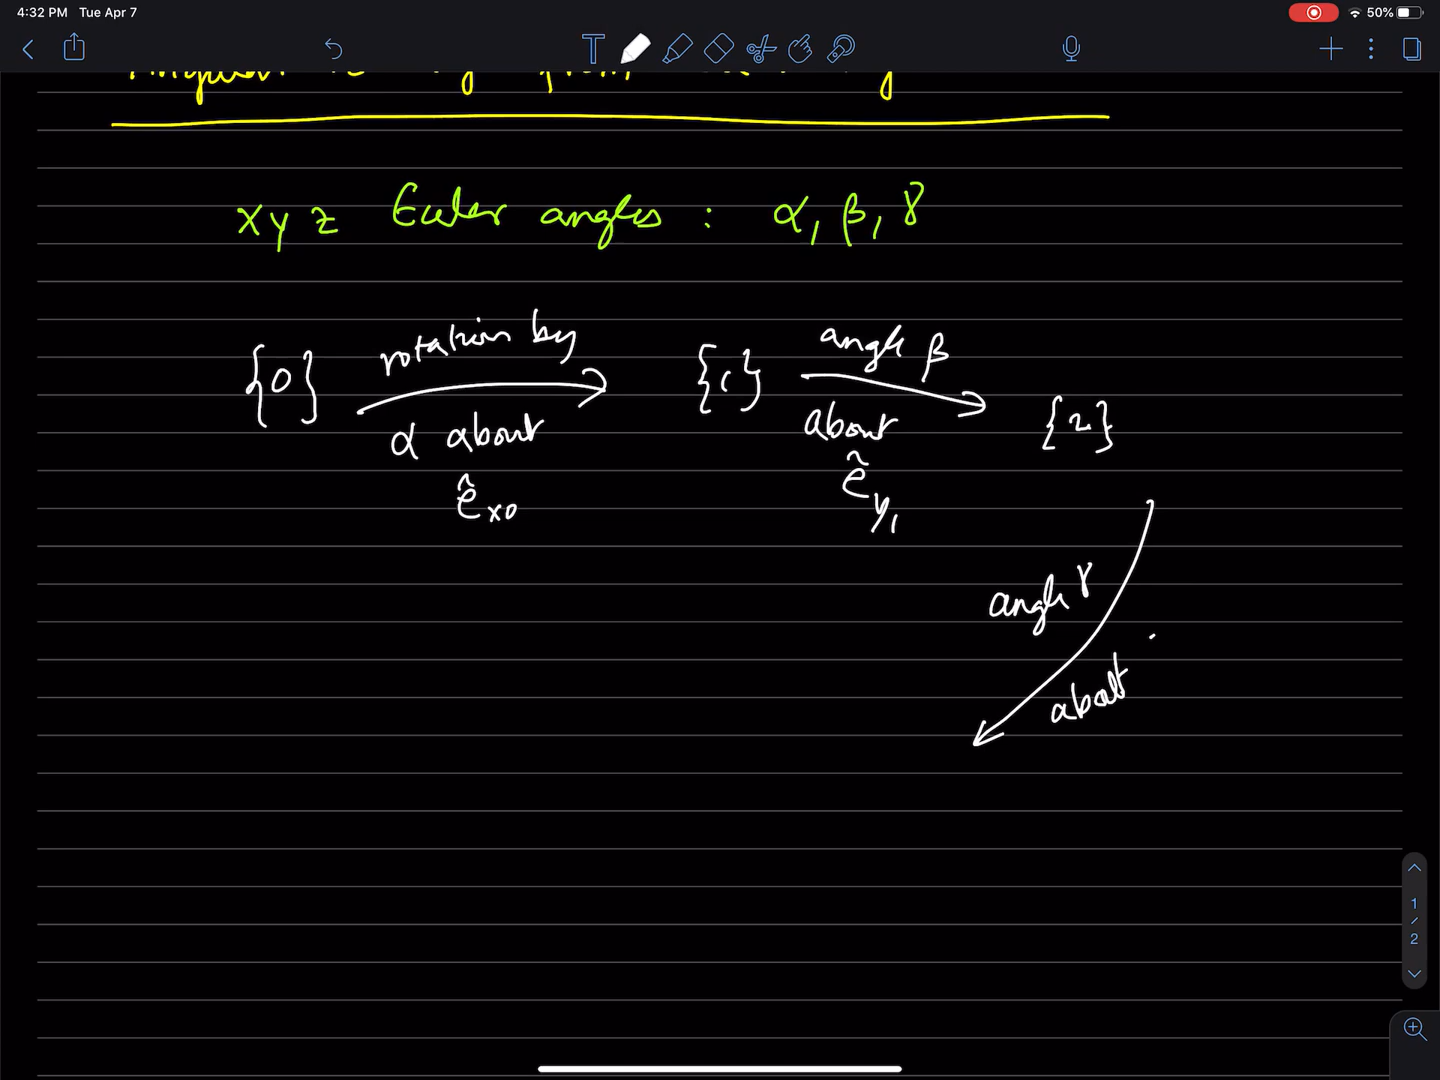 4:32 PM Tue Apr 7
50%
xyz Euler angles : α, β, γ
{0} rotation by α about ê_x0 {1} angle β about ê_y1 {2}
angle γ
about
1 / 2